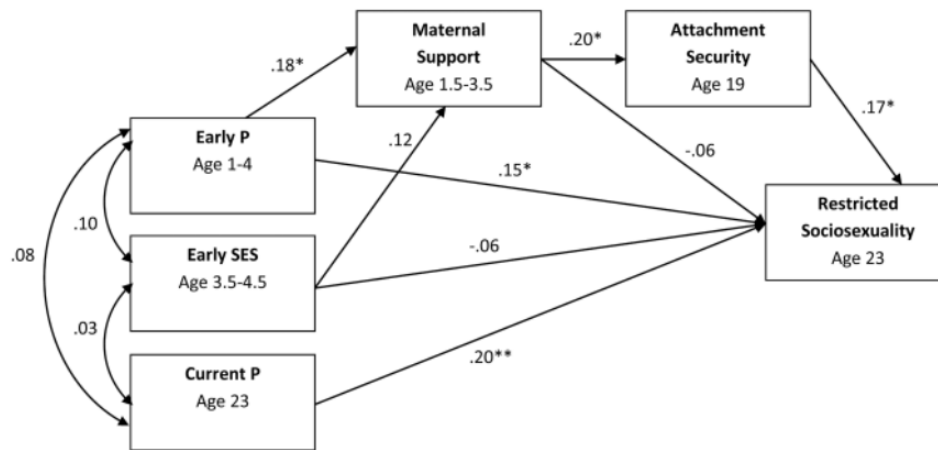 Maternal
Support
Age 1.5-3.5
.20*
Attachment
Security
Age 19
.18*
.17*
Early P
Age 1-4
.12
-.06
.15*
Restricted
Sociosexuality
Age 23
.10
.08
Early SES
Age 3.5-4.5
-.06
.03
.20**
Current P
Age 23